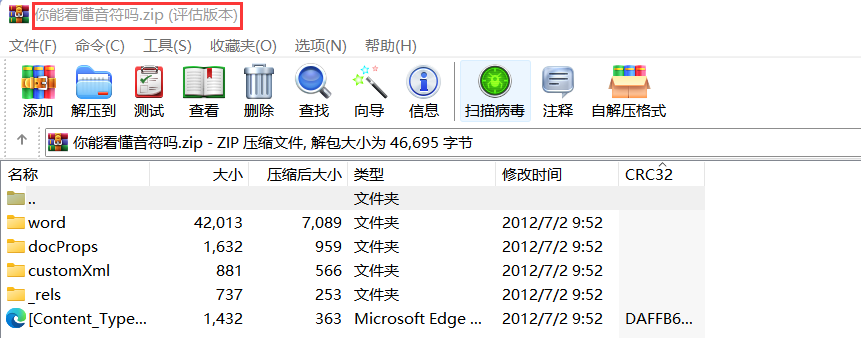 你能看懂音符吗.zip (评估版本)
文件(F) 命令(C) 工具(S) 收藏夹(O) 选项(N) 帮助(H)
添加 解压到 测试 查看 删除 查找 向导 信息 扫描病毒 注释 自解压格式
你能看懂音符吗.zip - ZIP 压缩文件, 解包大小为 46,695 字节
名称 大小 压缩后大小 类型 修改时间 CRC32
.. 文件夹
word 42,013 7,089 文件夹 2012/7/2 9:52
docProps 1,632 959 文件夹 2012/7/2 9:52
customXml 881 566 文件夹 2012/7/2 9:52
_rels 737 253 文件夹 2012/7/2 9:52
[Content_Type... 1,432 363 Microsoft Edge ... 2012/7/2 9:52 DAFFB6...